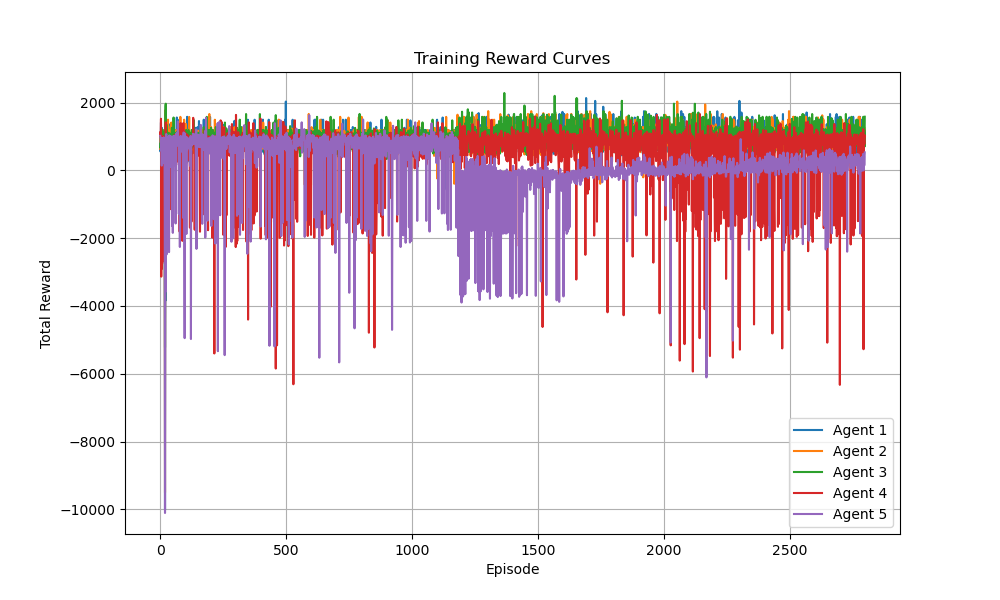 Training Reward Curves
Total Reward
2000
0
−2000
−4000
−6000
−8000
−10000
0
500
1000
1500
2000
2500
Episode
Agent 1
Agent 2
Agent 3
Agent 4
Agent 5